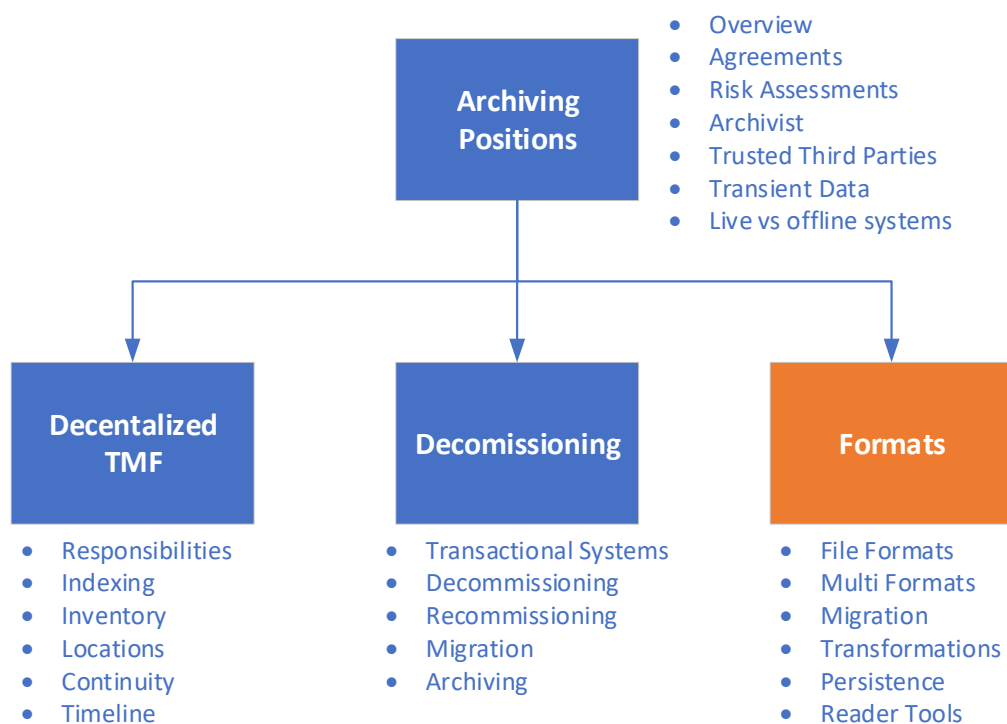 Archiving
Positions
• Overview
• Agreements
• Risk Assessments
• Archivist
• Trusted Third Parties
• Transient Data
• Live vs offline systems
Decentalized
TMF
• Responsibilities
• Indexing
• Inventory
• Locations
• Continuity
• Timeline
Decomissioning
• Transactional Systems
• Decommissioning
• Recommissioning
• Migration
• Archiving
Formats
• File Formats
• Multi Formats
• Migration
• Transformations
• Persistence
• Reader Tools